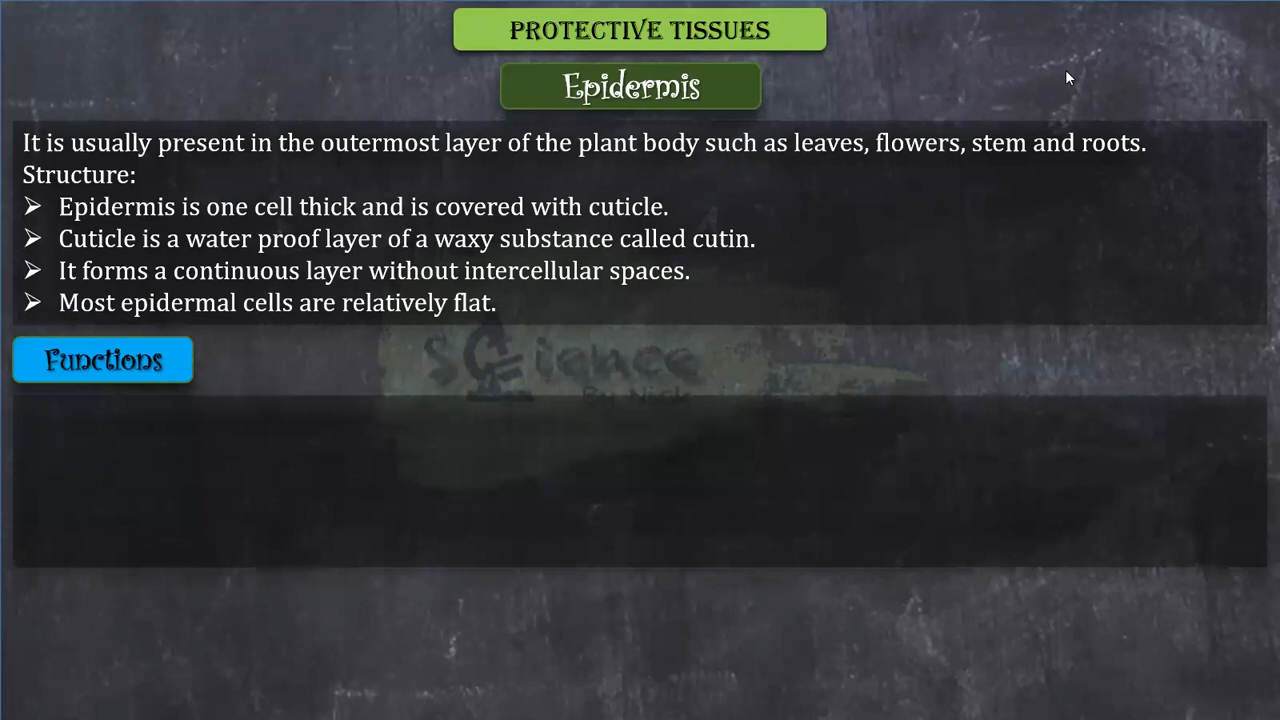 PROTECTIVE TISSUES
Epidermis
It is usually present in the outermost layer of the plant body such as leaves, flowers, stem and roots.
Structure:
➢ Epidermis is one cell thick and is covered with cuticle.
➢ Cuticle is a water proof layer of a waxy substance called cutin.
➢ It forms a continuous layer without intercellular spaces.
➢ Most epidermal cells are relatively flat.
Functions
science
By Nick